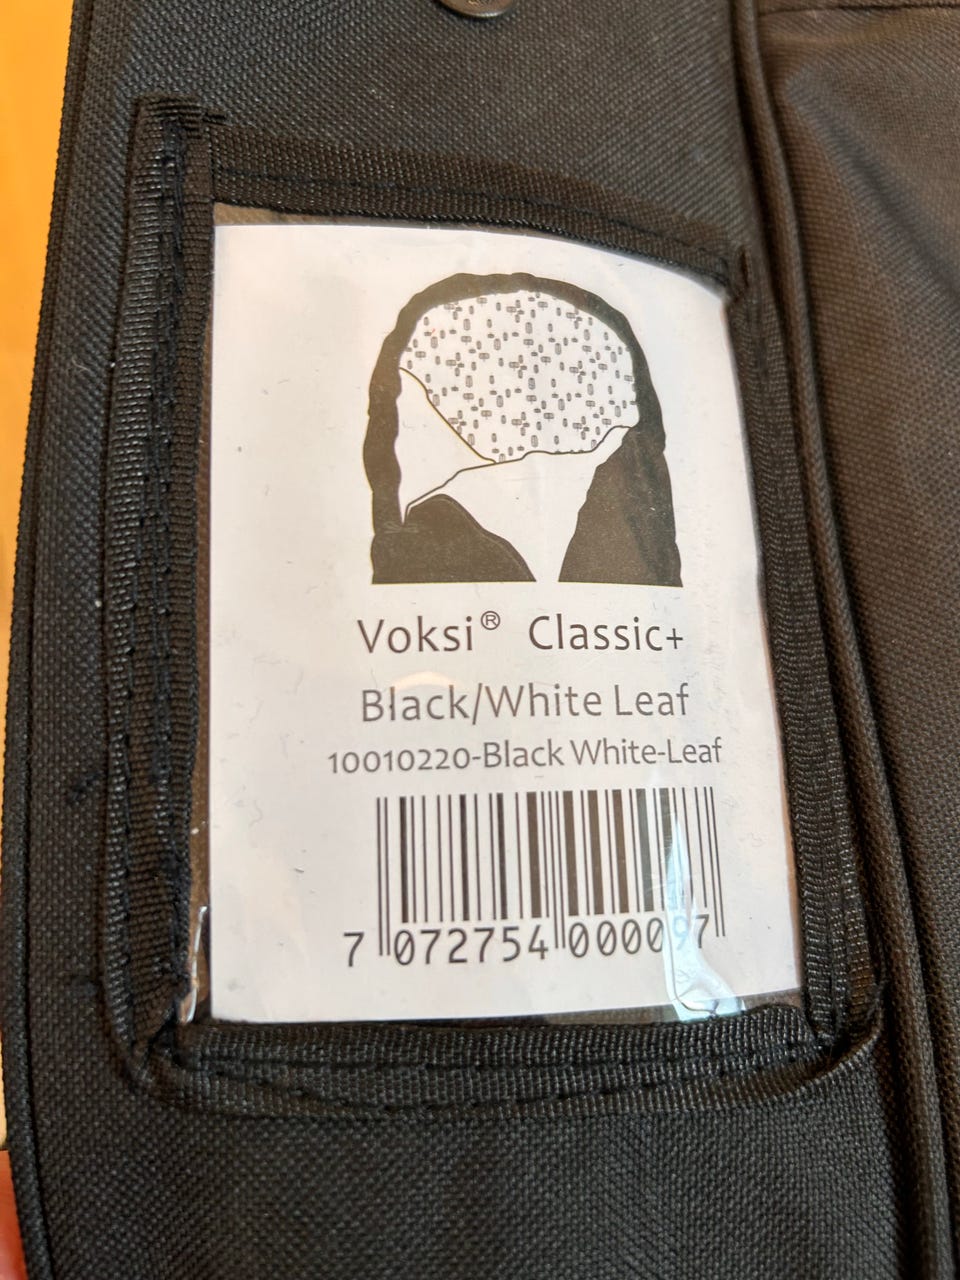 Voksi® Classic+
Black/White Leaf
10010220-Black White-Leaf
7 072754 000097